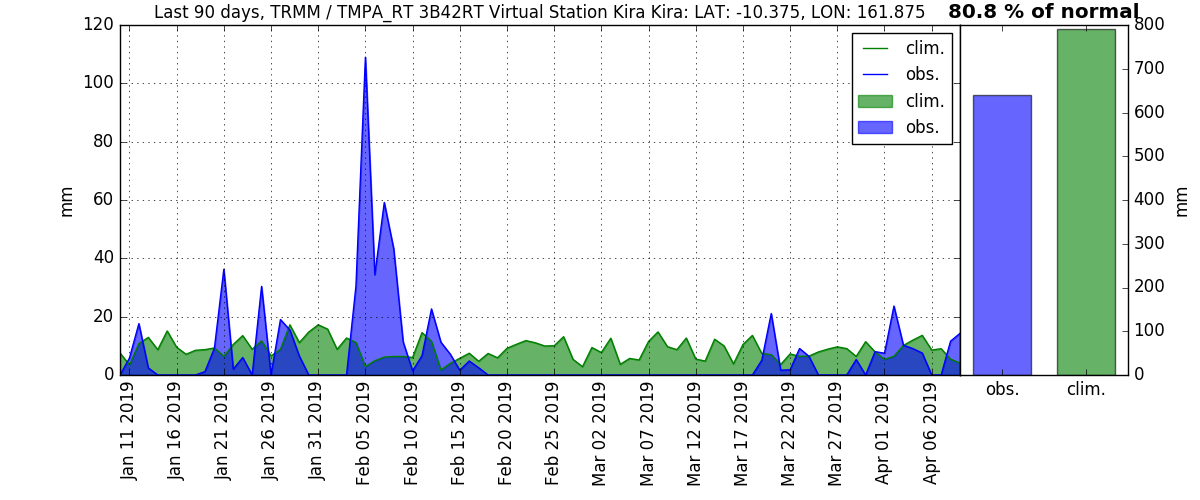 Last 90 days, TRMM / TMPA_RT 3B42RT Virtual Station Kira Kira: LAT: -10.375, LON: 161.875
80.8 % of normal
120
100
80
60
40
20
0
mm
clim.
obs.
clim.
obs.
800
700
600
500
400
300
200
100
0
mm
obs.
clim.
Jan 11 2019
Jan 16 2019
Jan 21 2019
Jan 26 2019
Jan 31 2019
Feb 05 2019
Feb 10 2019
Feb 15 2019
Feb 20 2019
Feb 25 2019
Mar 02 2019
Mar 07 2019
Mar 12 2019
Mar 17 2019
Mar 22 2019
Mar 27 2019
Apr 01 2019
Apr 06 2019